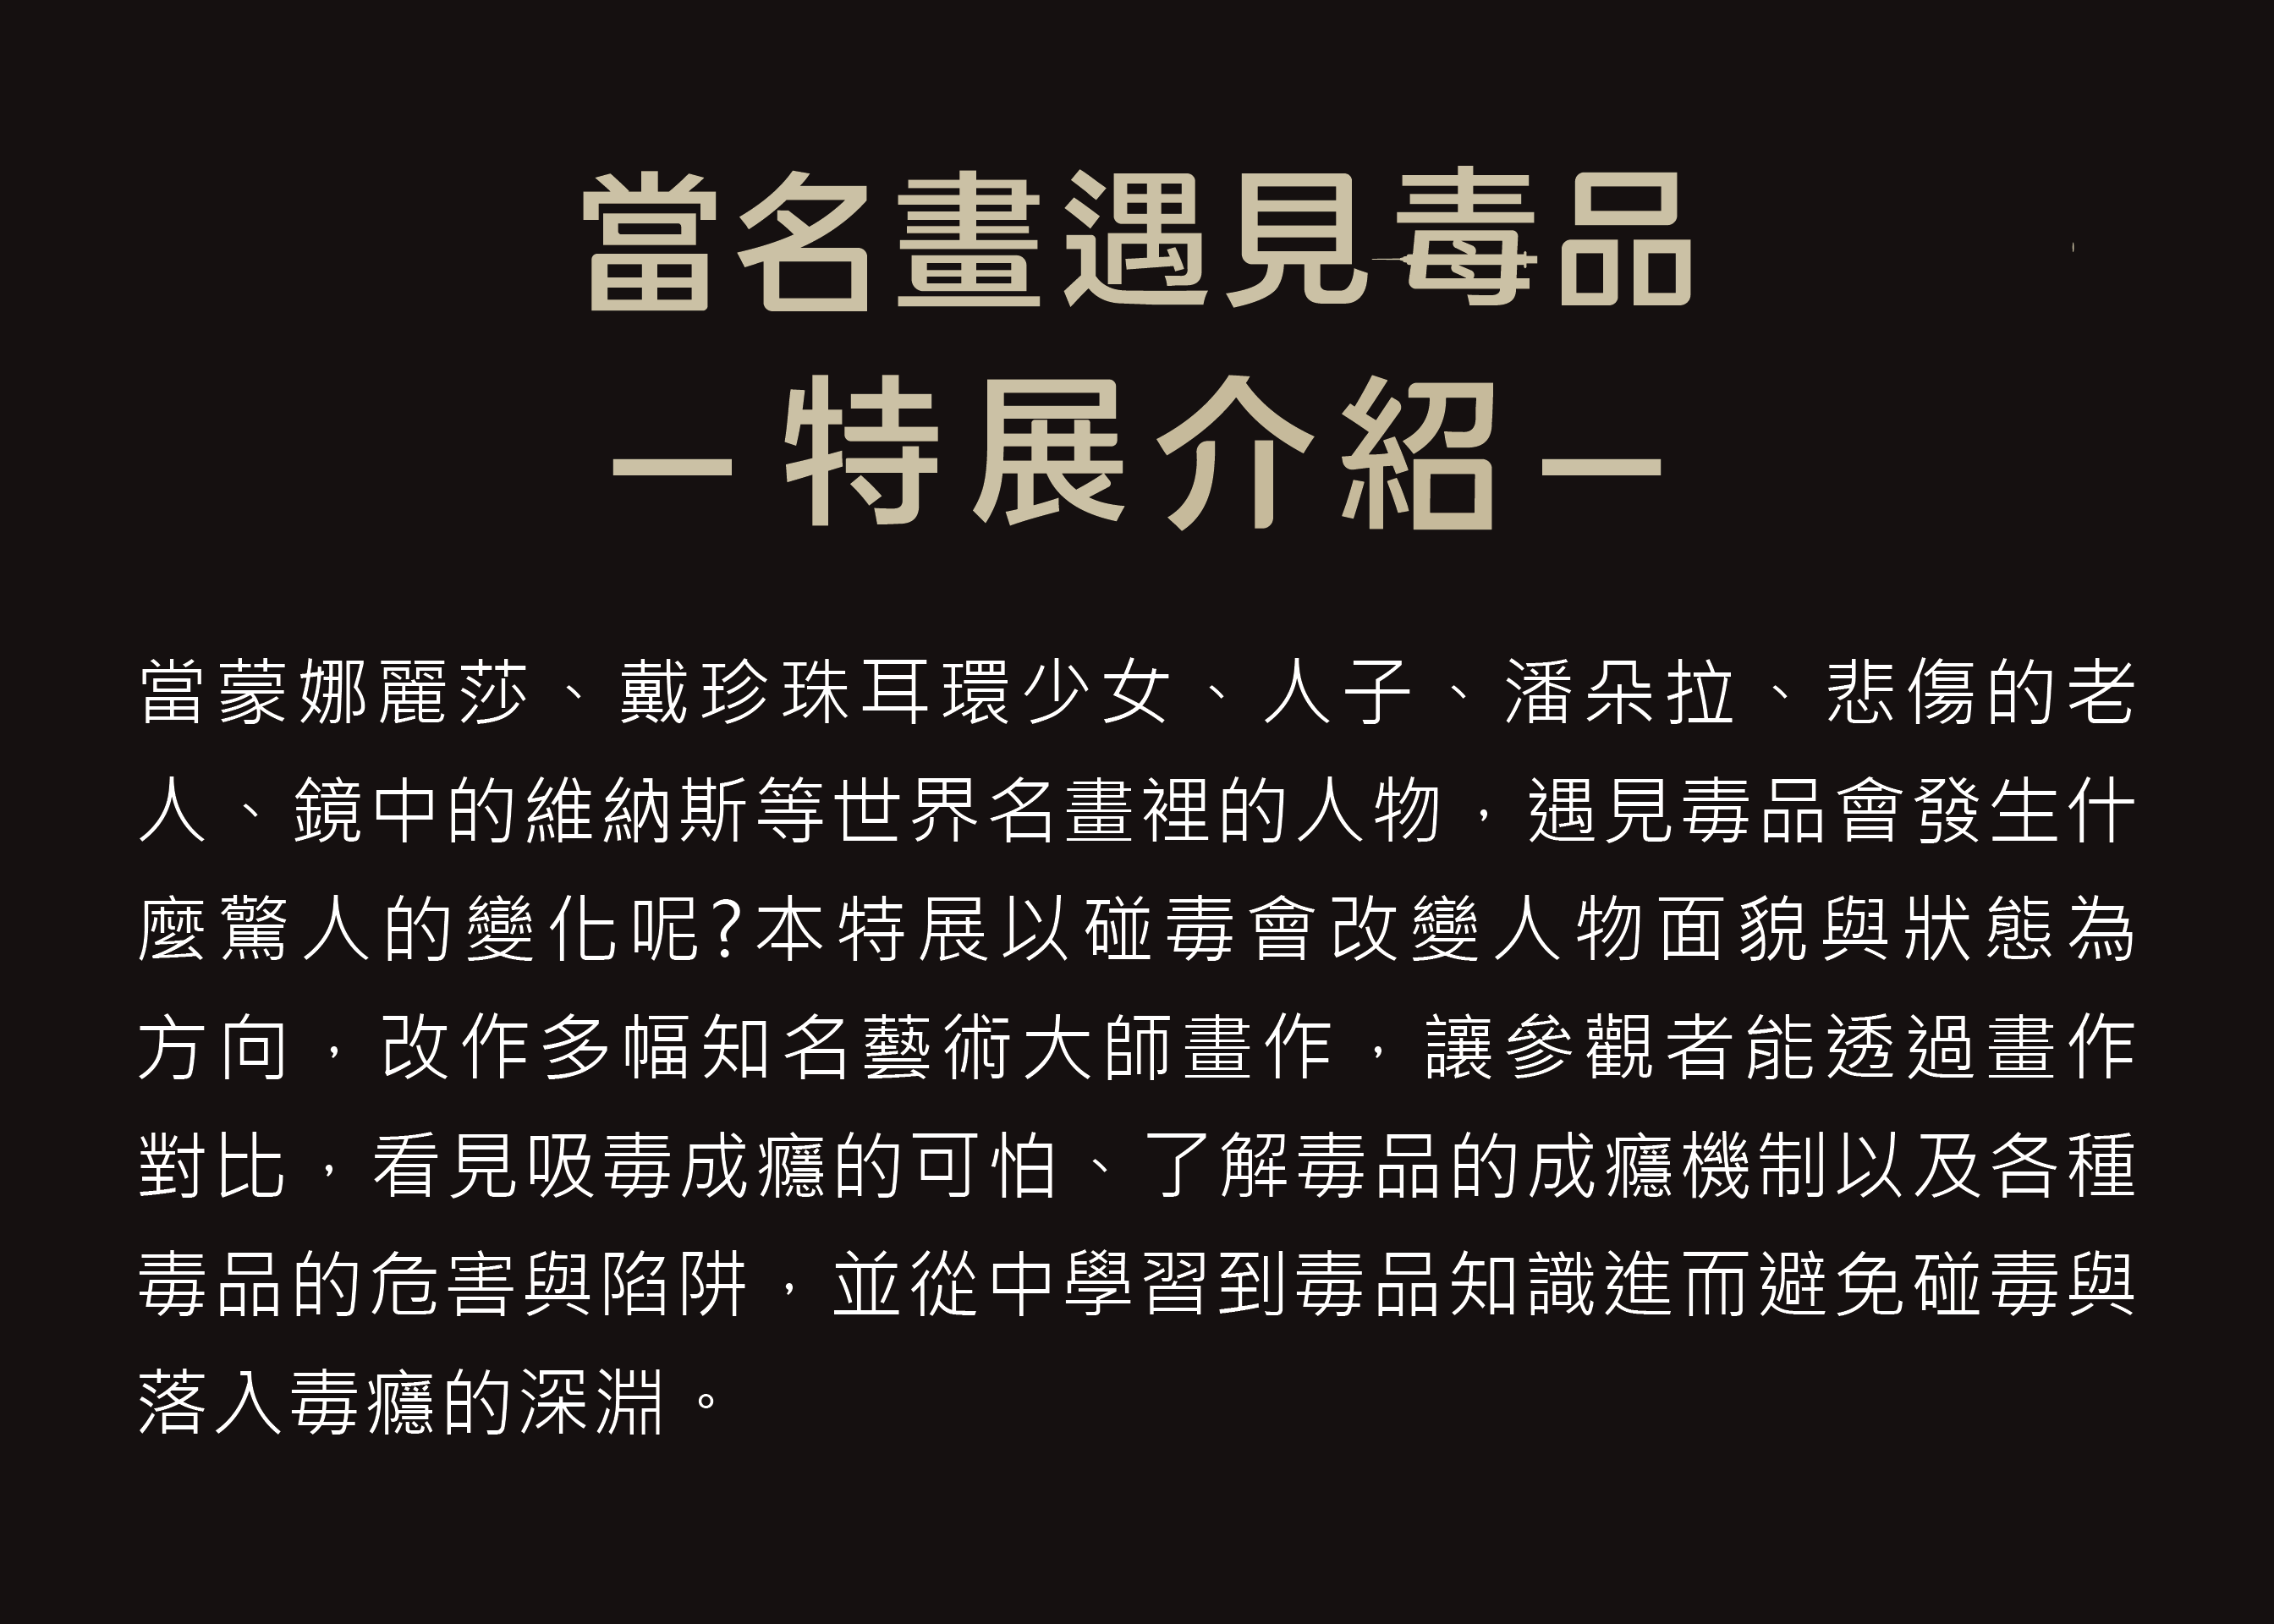 當名畫遇見毒品
—特展介紹—
當蒙娜麗莎、戴珍珠耳環少女、人子、潘朵拉、悲傷的老
人、鏡中的維納斯等世界名畫裡的人物，遇見毒品會發生什
麼驚人的變化呢?本特展以碰毒會改變人物面貌與狀態為
方向，改作多幅知名藝術大師畫作，讓參觀者能透過畫作
對比，看見吸毒成癮的可怕、了解毒品的成癮機制以及各種
毒品的危害與陷阱，並從中學習到毒品知識進而避免碰毒與
落入毒癮的深淵。